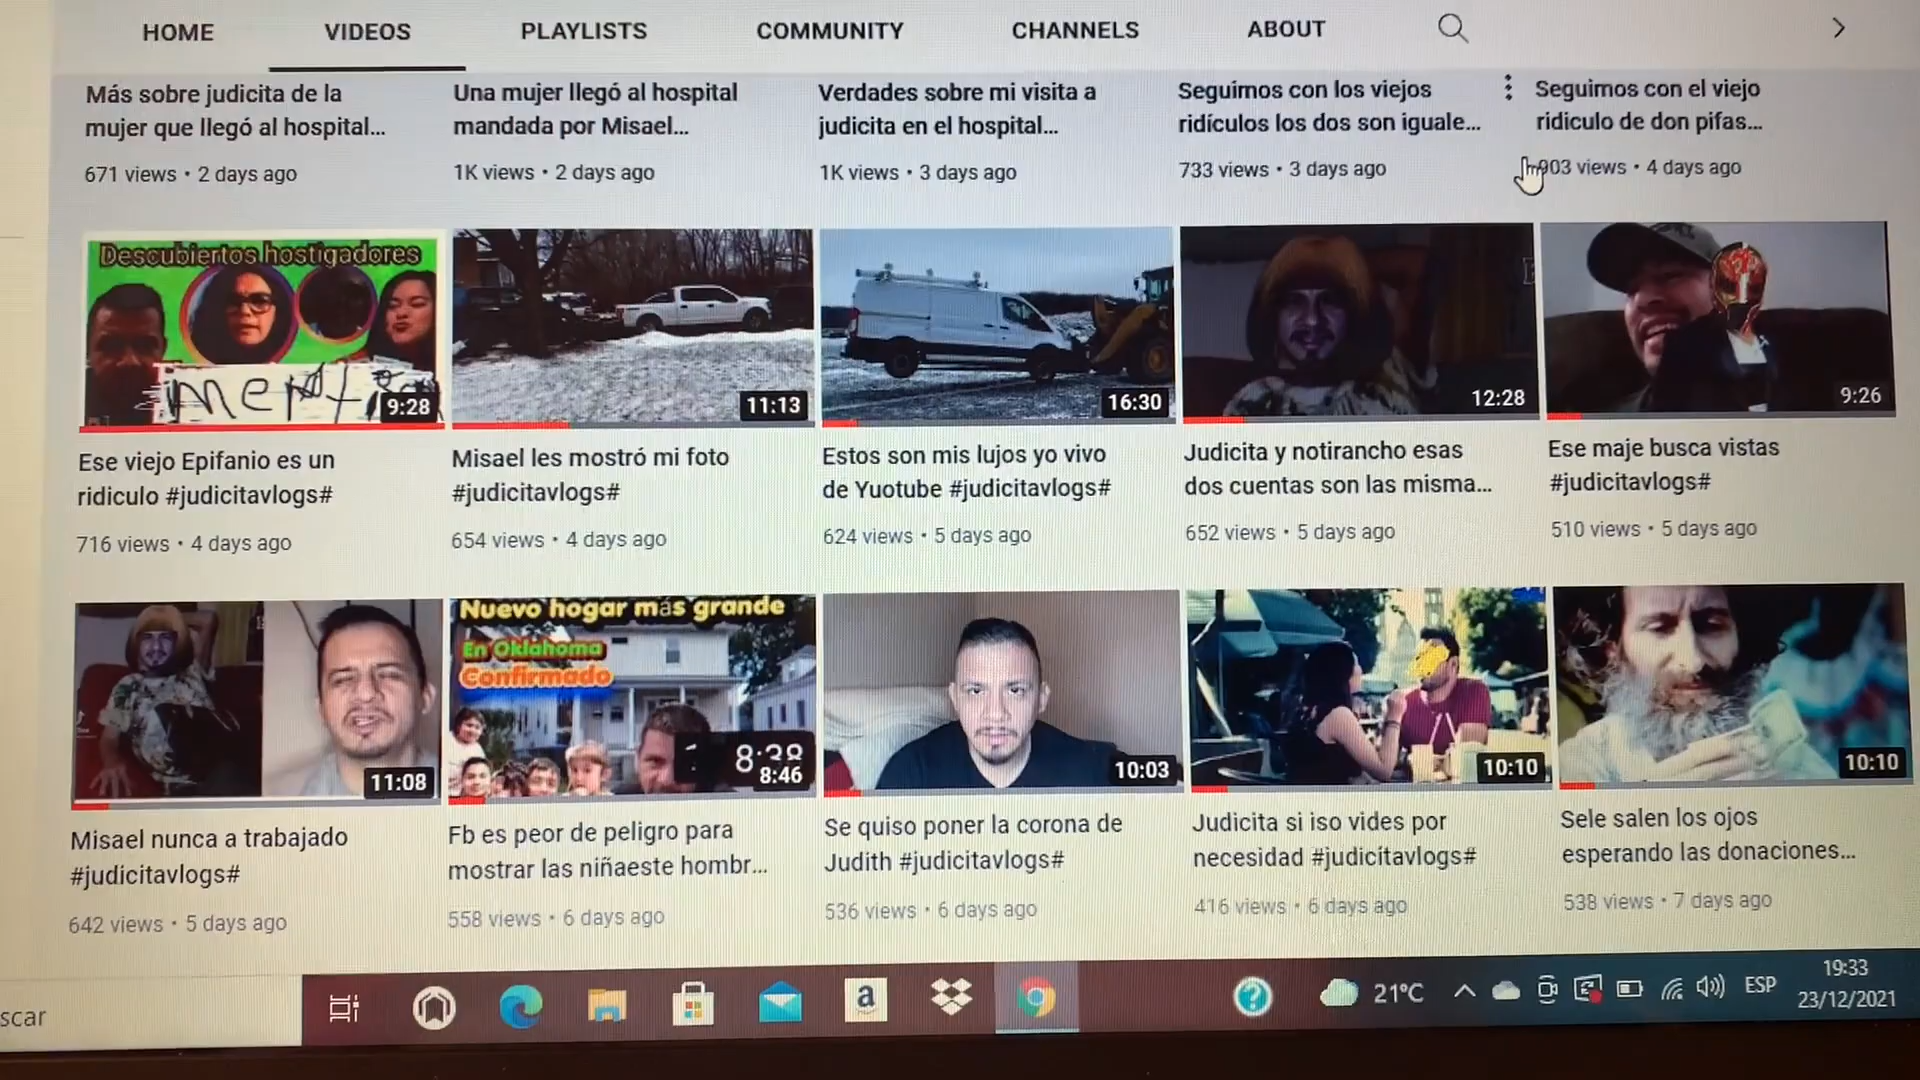 HOME VIDEOS PLAYLISTS COMMUNITY CHANNELS ABOUT
Más sobre judicita de la
mujer que llegó al hospital...
671 views • 2 days ago
Una mujer llegó al hospital
mandada por Misael...
1K views • 2 days ago
Verdades sobre mi visita a
judicita en el hospital...
1K views • 3 days ago
Seguimos con los viejos
ridículos los dos son iguale...
733 views • 3 days ago
Seguimos con el viejo
ridiculo de don pifas...
903 views • 4 days ago
Descubiertos hostigadores
9:28
Ese viejo Epifanio es un
ridiculo #judicitavlogs#
716 views • 4 days ago
11:13
Misael les mostró mi foto
#judicitavlogs#
654 views • 4 days ago
16:30
Estos son mis lujos yo vivo
de Yuotube #judicitavlogs#
624 views • 5 days ago
12:28
Judicita y notirancho esas
dos cuentas son las misma...
652 views • 5 days ago
9:26
Ese maje busca vistas
#judicitavlogs#
510 views • 5 days ago
11:08
Misael nunca a trabajado
#judicitavlogs#
642 views • 5 days ago
Nuevo hogar más grande
En Oklahoma
Confirmado
8:28
8:46
Fb es peor de peligro para
mostrar las niñaeste hombr...
558 views • 6 days ago
10:03
Se quiso poner la corona de
Judith #judicitavlogs#
536 views • 6 days ago
10:10
Judicita si iso vides por
necesidad #judicitavlogs#
416 views • 6 days ago
10:10
Sele salen los ojos
esperando las donaciones...
538 views • 7 days ago
scar
a
21°C
ESP
19:33
23/12/2021